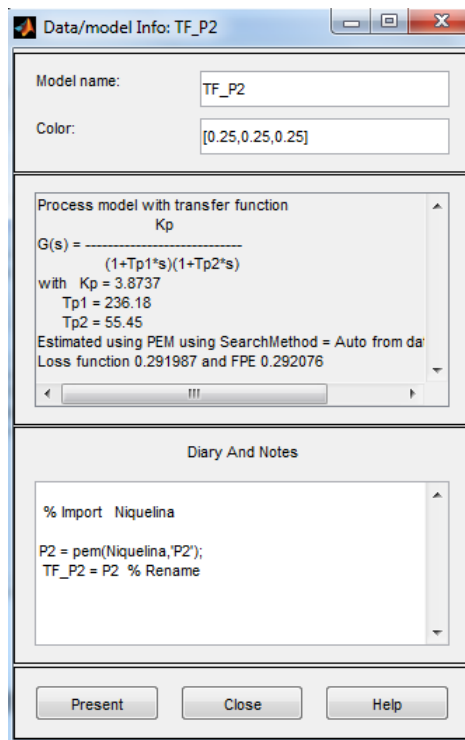 Data/model Info: TF_P2
Model name:
TF_P2
Color:
[0.25,0.25,0.25]
Process model with transfer function
Kp
G(s) = ----------------------------
(1+Tp1*s)(1+Tp2*s)
with Kp = 3.8737
Tp1 = 236.18
Tp2 = 55.45
Estimated using PEM using SearchMethod = Auto from dat
Loss function 0.291987 and FPE 0.292076
Diary And Notes
% Import Niquelina
P2 = pem(Niquelina,'P2');
TF_P2 = P2 % Rename
Present Close Help